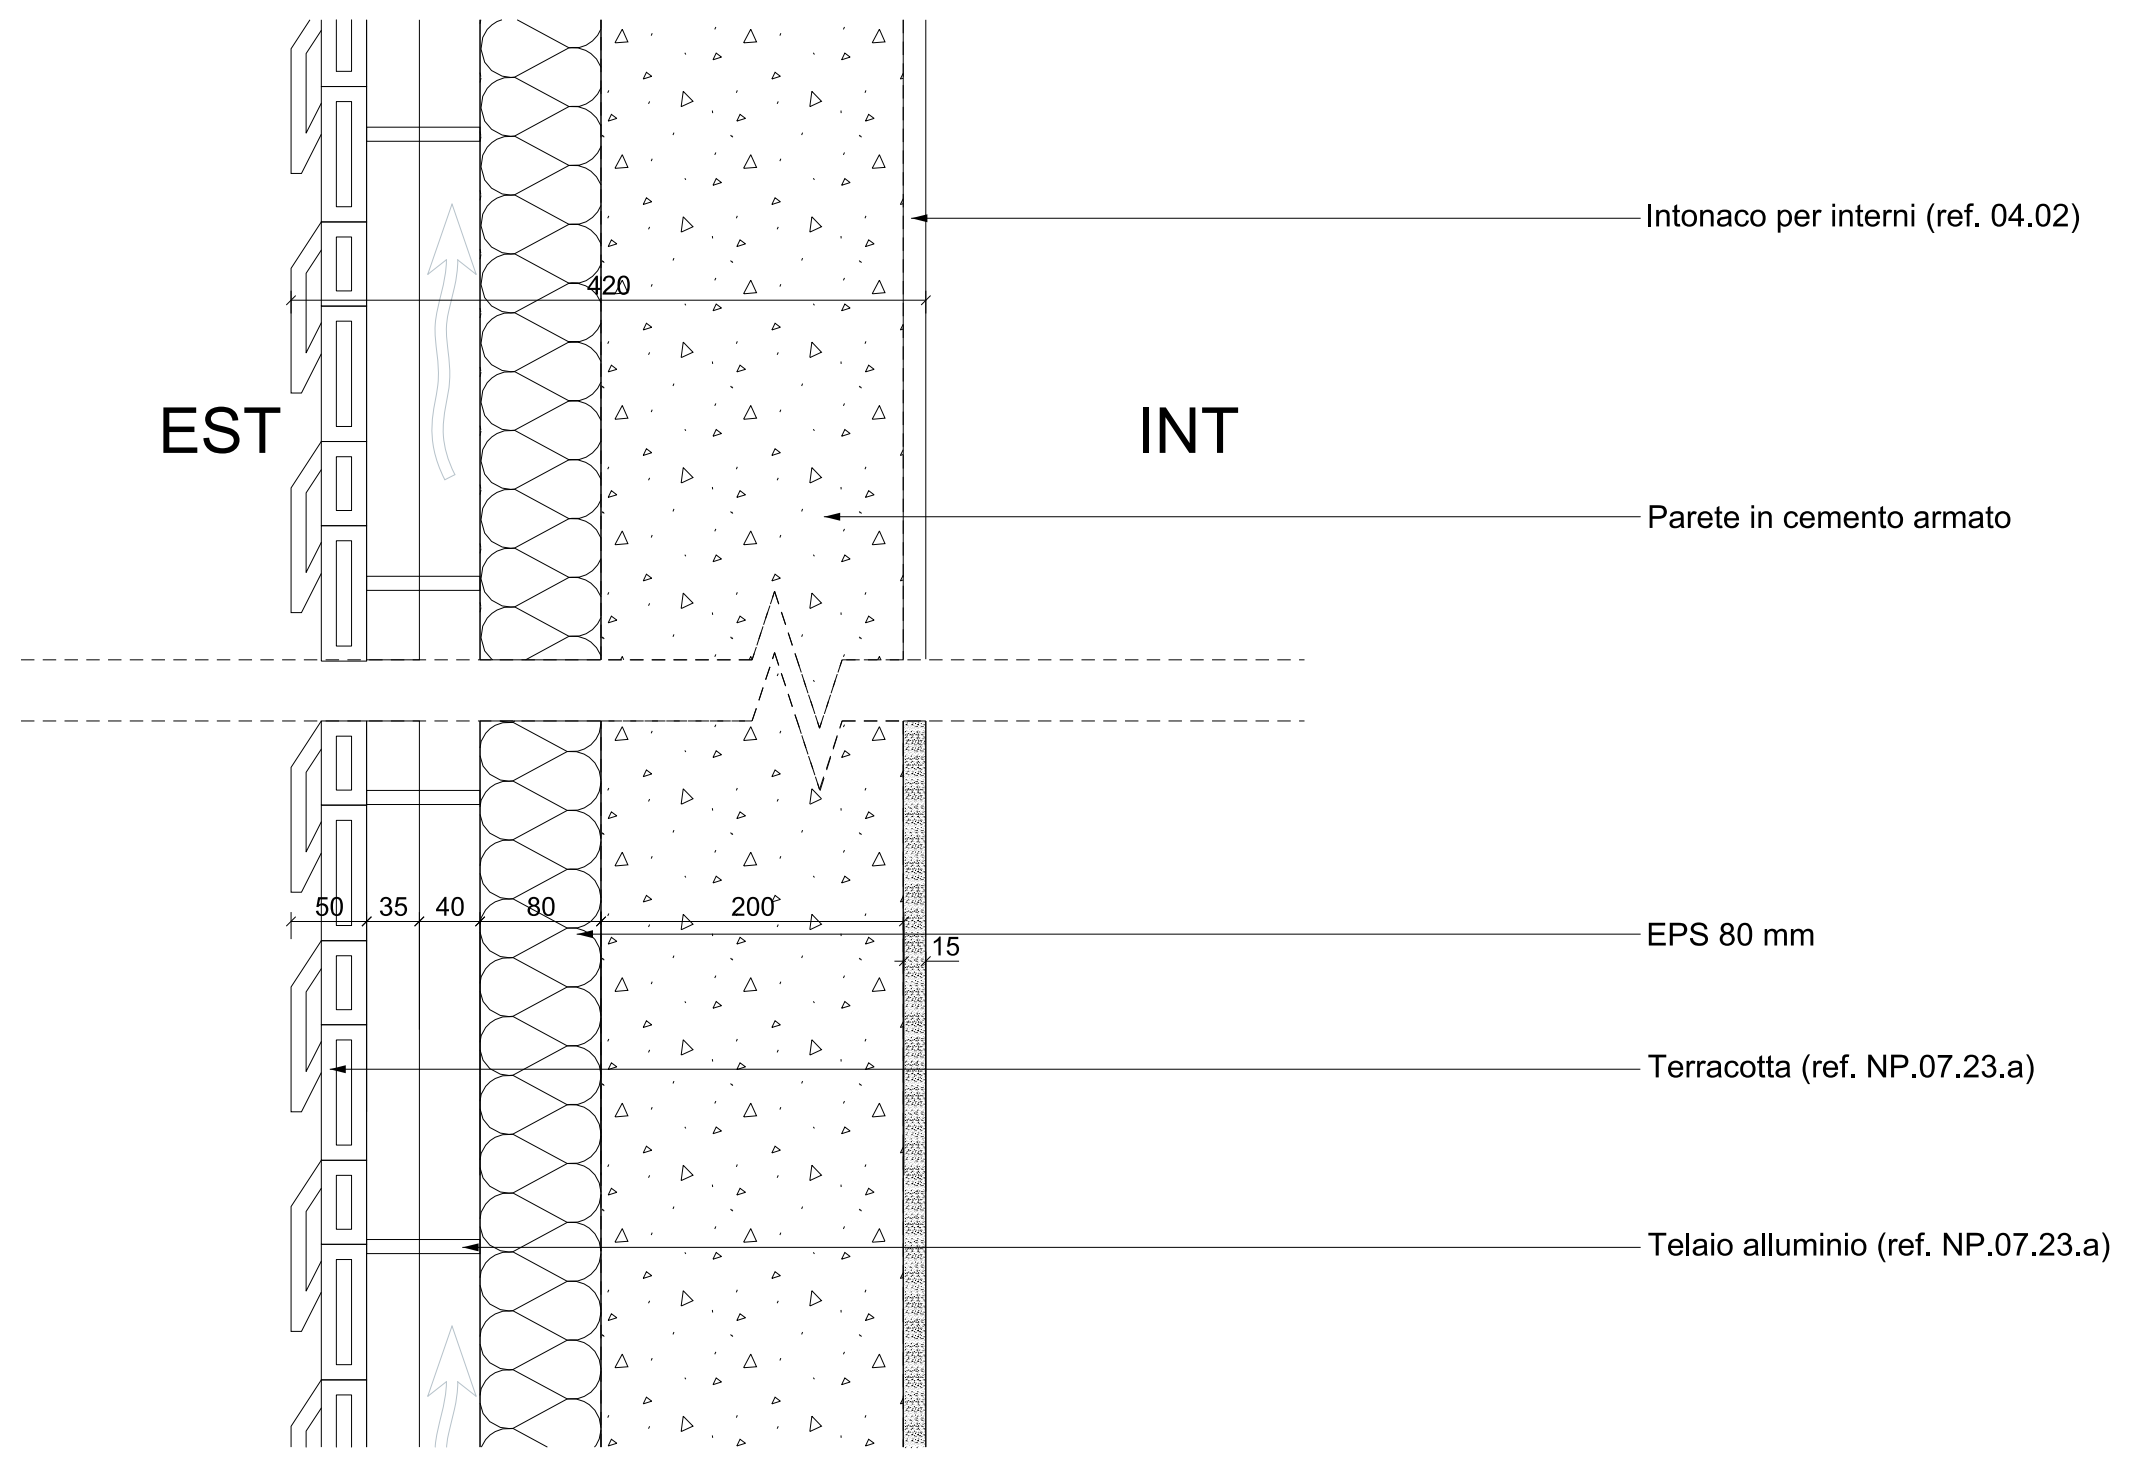 Intonaco per interni (ref. 04.02)
420
EST
INT
Parete in cemento armato
50 35 40 80 200
15
EPS 80 mm
Terracotta (ref. NP.07.23.a)
Telaio alluminio (ref. NP.07.23.a)